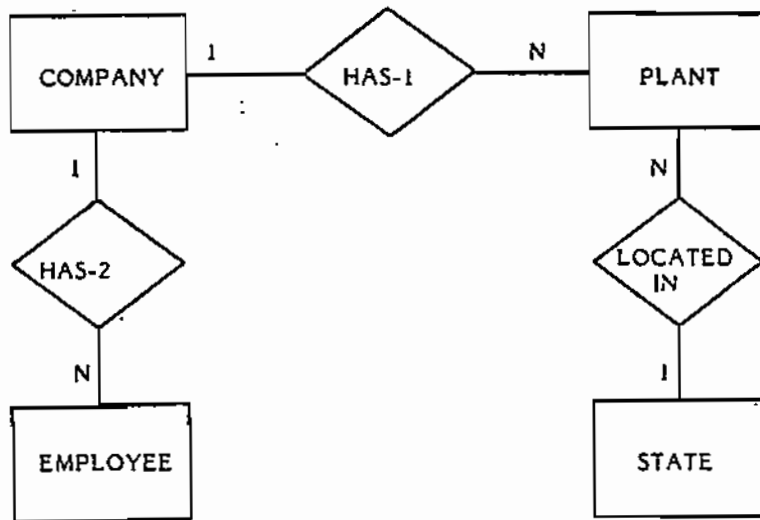 1
N
COMPANY
HAS-1
PLANT
1
N
HAS-2
LOCATED
IN
N
1
EMPLOYEE
STATE